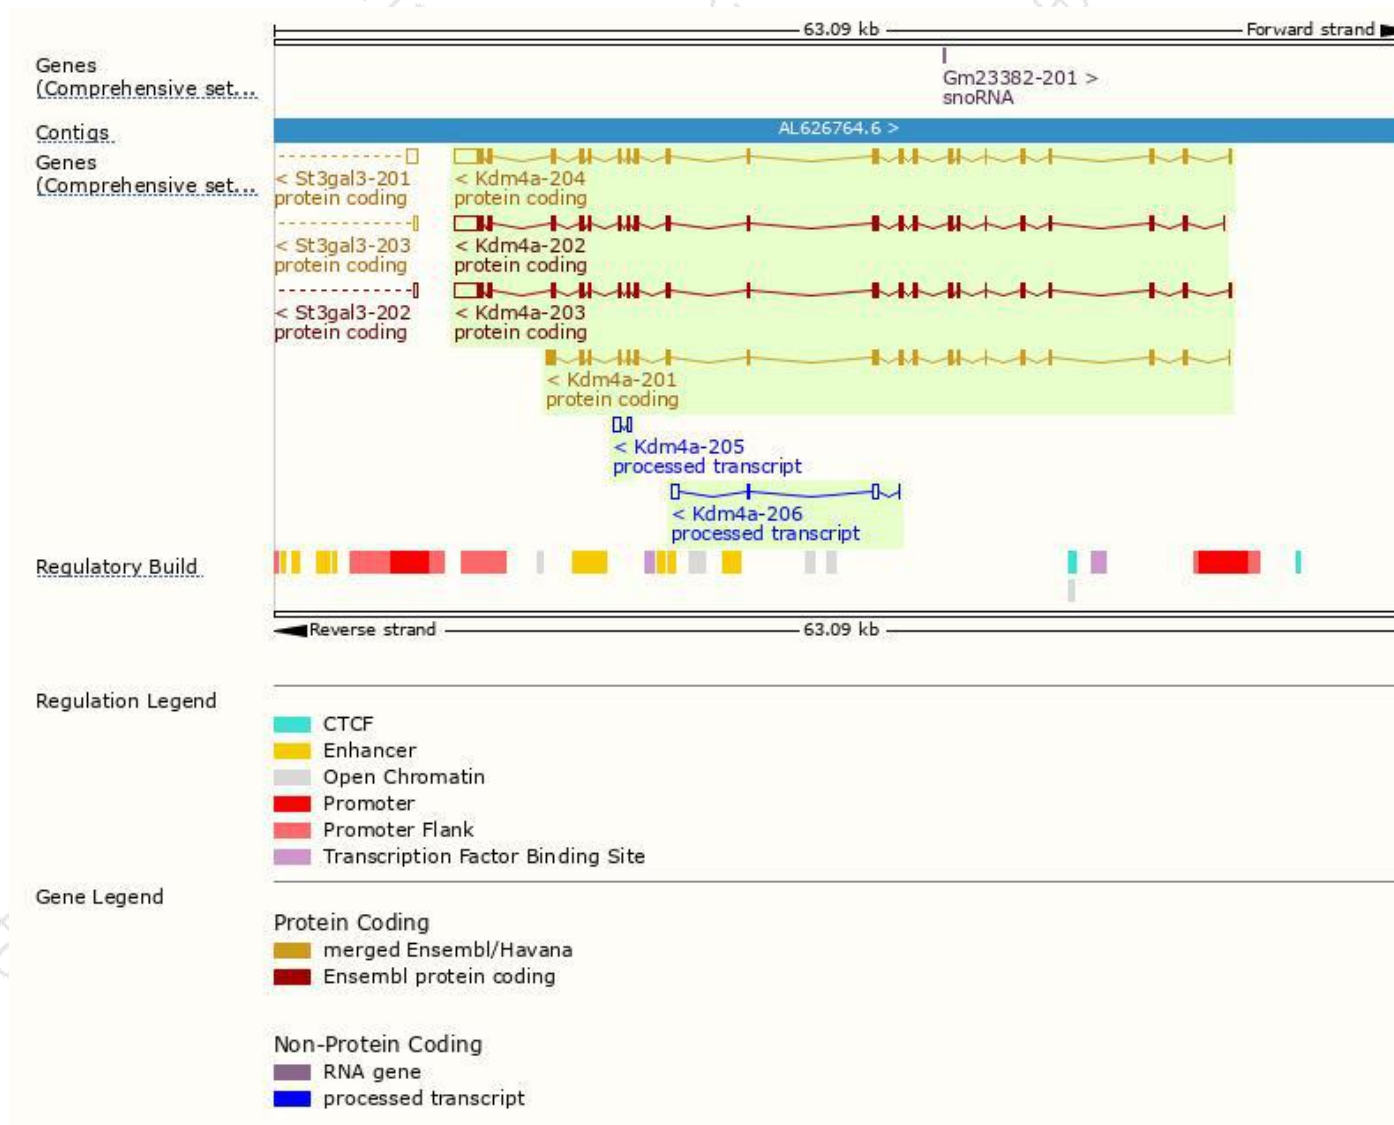 63.09 kb Forward strand
Genes
(Comprehensive set...
Gm23382-201 >
snoRNA
Contigs
AL626764.6 >
Genes
(Comprehensive set...
< St3gal3-201 < Kdm4a-204
protein coding protein coding
< St3gal3-203 < Kdm4a-202
protein coding protein coding
< St3gal3-202 < Kdm4a-203
protein coding protein coding
< Kdm4a-201
protein coding
< Kdm4a-205
processed transcript
< Kdm4a-206
processed transcript
Regulatory Build
Reverse strand 63.09 kb
Regulation Legend
CTCF
Enhancer
Open Chromatin
Promoter
Promoter Flank
Transcription Factor Binding Site
Gene Legend
Protein Coding
merged Ensembl/Havana
Ensembl protein coding
Non-Protein Coding
RNA gene
processed transcript